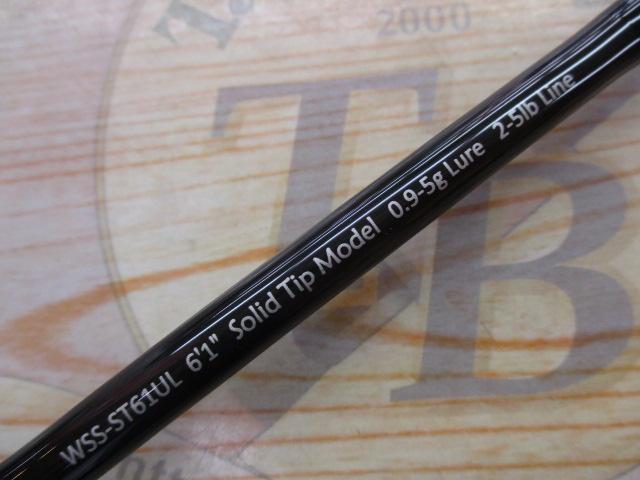 2000
TB
WSS-ST61UL 6'1" Solid Tip Model 0.9-5g Lure 2-5lb Line